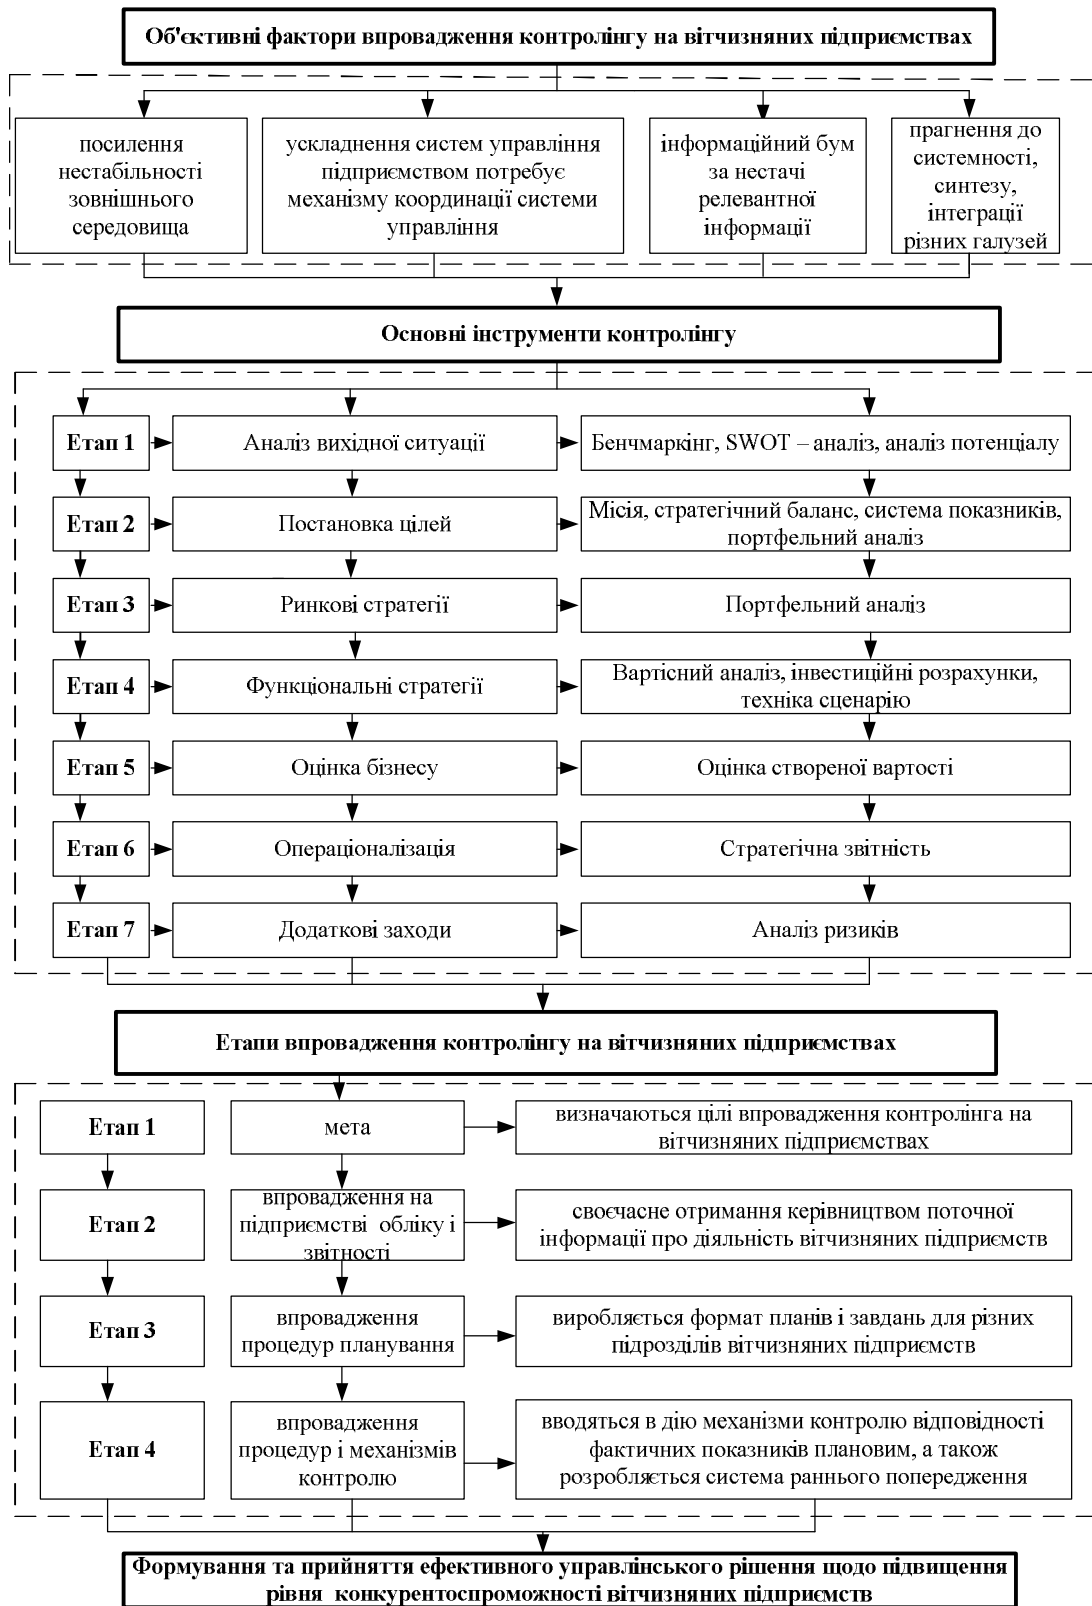 Об'єктивні фактори впровадження контролінгу на вітчизняних підприємствах
посилення
нестабільності
зовнішнього
середовища
ускладнення систем управління
підприємством потребує
механізму координації системи
управління
інформаційний бум
за нестачі
релевантної
інформації
прагнення до
системності,
синтезу,
інтеграції
різних галузей
Основні інструменти контролінгу
Етап 1
Аналіз вихідної ситуації
Бенчмаркінг, SWOT – аналіз, аналіз потенціалу
Етап 2
Постановка цілей
Місія, стратегічний баланс, система показників,
портфельний аналіз
Етап 3
Ринкові стратегії
Портфельний аналіз
Етап 4
Функціональні стратегії
Вартісний аналіз, інвестиційні розрахунки,
техніка сценарію
Етап 5
Оцінка бізнесу
Оцінка створеної вартості
Етап 6
Операціоналізація
Стратегічна звітність
Етап 7
Додаткові заходи
Аналіз ризиків
Етапи впровадження контролінгу на вітчизняних підприємствах
Етап 1
мета
визначаються цілі впровадження контролінга на
вітчизняних підприємствах
Етап 2
впровадження на
підприємстві обліку і
звітності
своєчасне отримання керівництвом поточної
інформації про діяльність вітчизняних підприємств
Етап 3
впровадження
процедур планування
виробляється формат планів і завдань для різних
підрозділів вітчизняних підприємств
Етап 4
впровадження
процедур і механізмів
контролю
вводяться в дію механізми контролю відповідності
фактичних показників плановим, а також
розробляється система раннього попередження
Формування та прийняття ефективного управлінського рішення щодо підвищення
рівня конкурентоспроможності вітчизняних підприємств